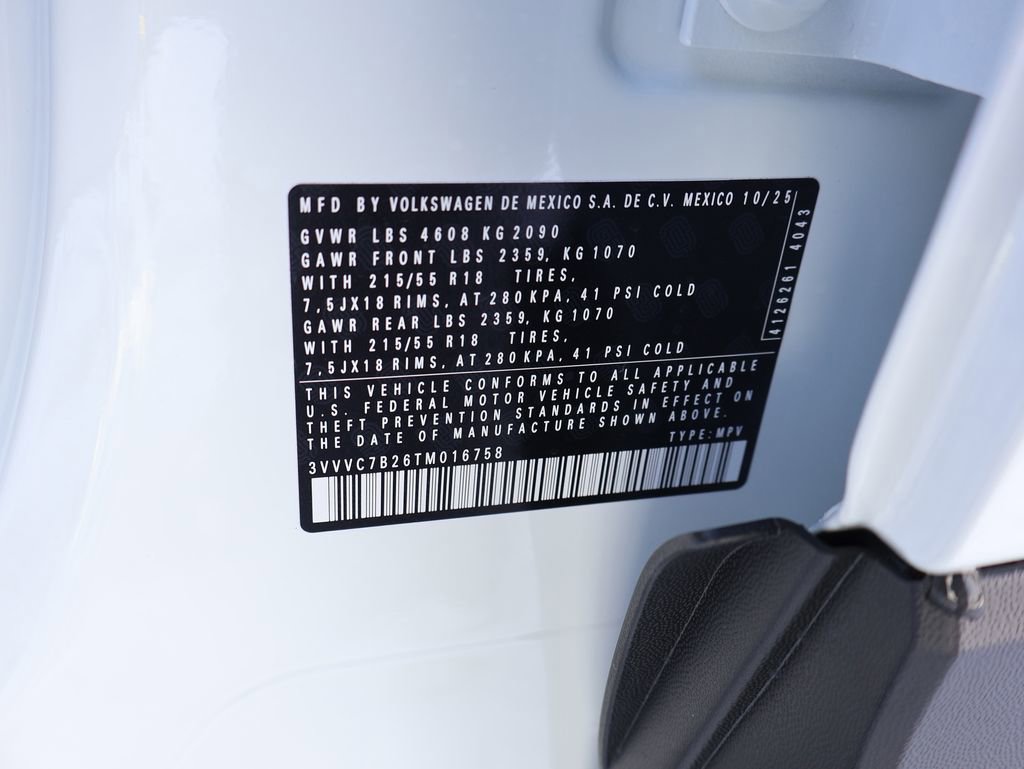 MFD BY VOLKSWAGEN DE MEXICO S.A. DE C.V. MEXICO 10/25
GVWR LBS 4608 KG 2090
GAWR FRONT LBS 2359, KG 1070
WITH 215/55 R18 TIRES,
7,5JX18 RIMS, AT 280 KPA, 41 PSI COLD
GAWR REAR LBS 2359, KG 1070
WITH 215/55 R18 TIRES,
7,5JX18 RIMS, AT 280 KPA, 41 PSI COLD
4126261 4043
THIS VEHICLE CONFORMS TO ALL APPLICABLE
U.S. FEDERAL MOTOR VEHICLE SAFETY AND
THEFT PREVENTION STANDARDS IN EFFECT ON
THE DATE OF MANUFACTURE SHOWN ABOVE.
TYPE: MPV
3VVVC7B26TM016758